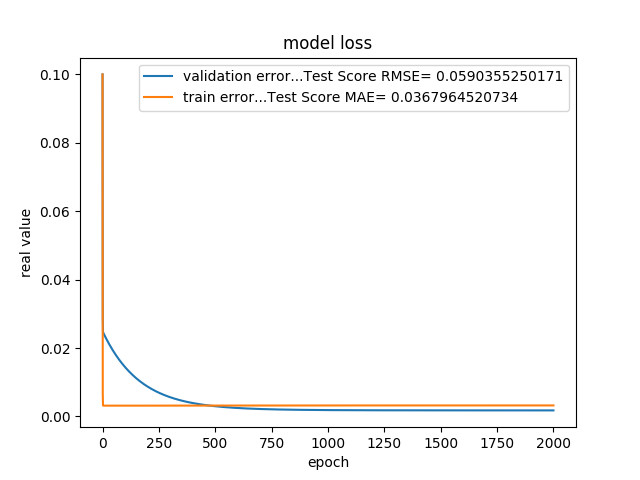 model loss
validation error...Test Score RMSE= 0.0590355250171
train error...Test Score MAE= 0.0367964520734
real value
0.10
0.08
0.06
0.04
0.02
0.00
0 250 500 750 1000 1250 1500 1750 2000
epoch